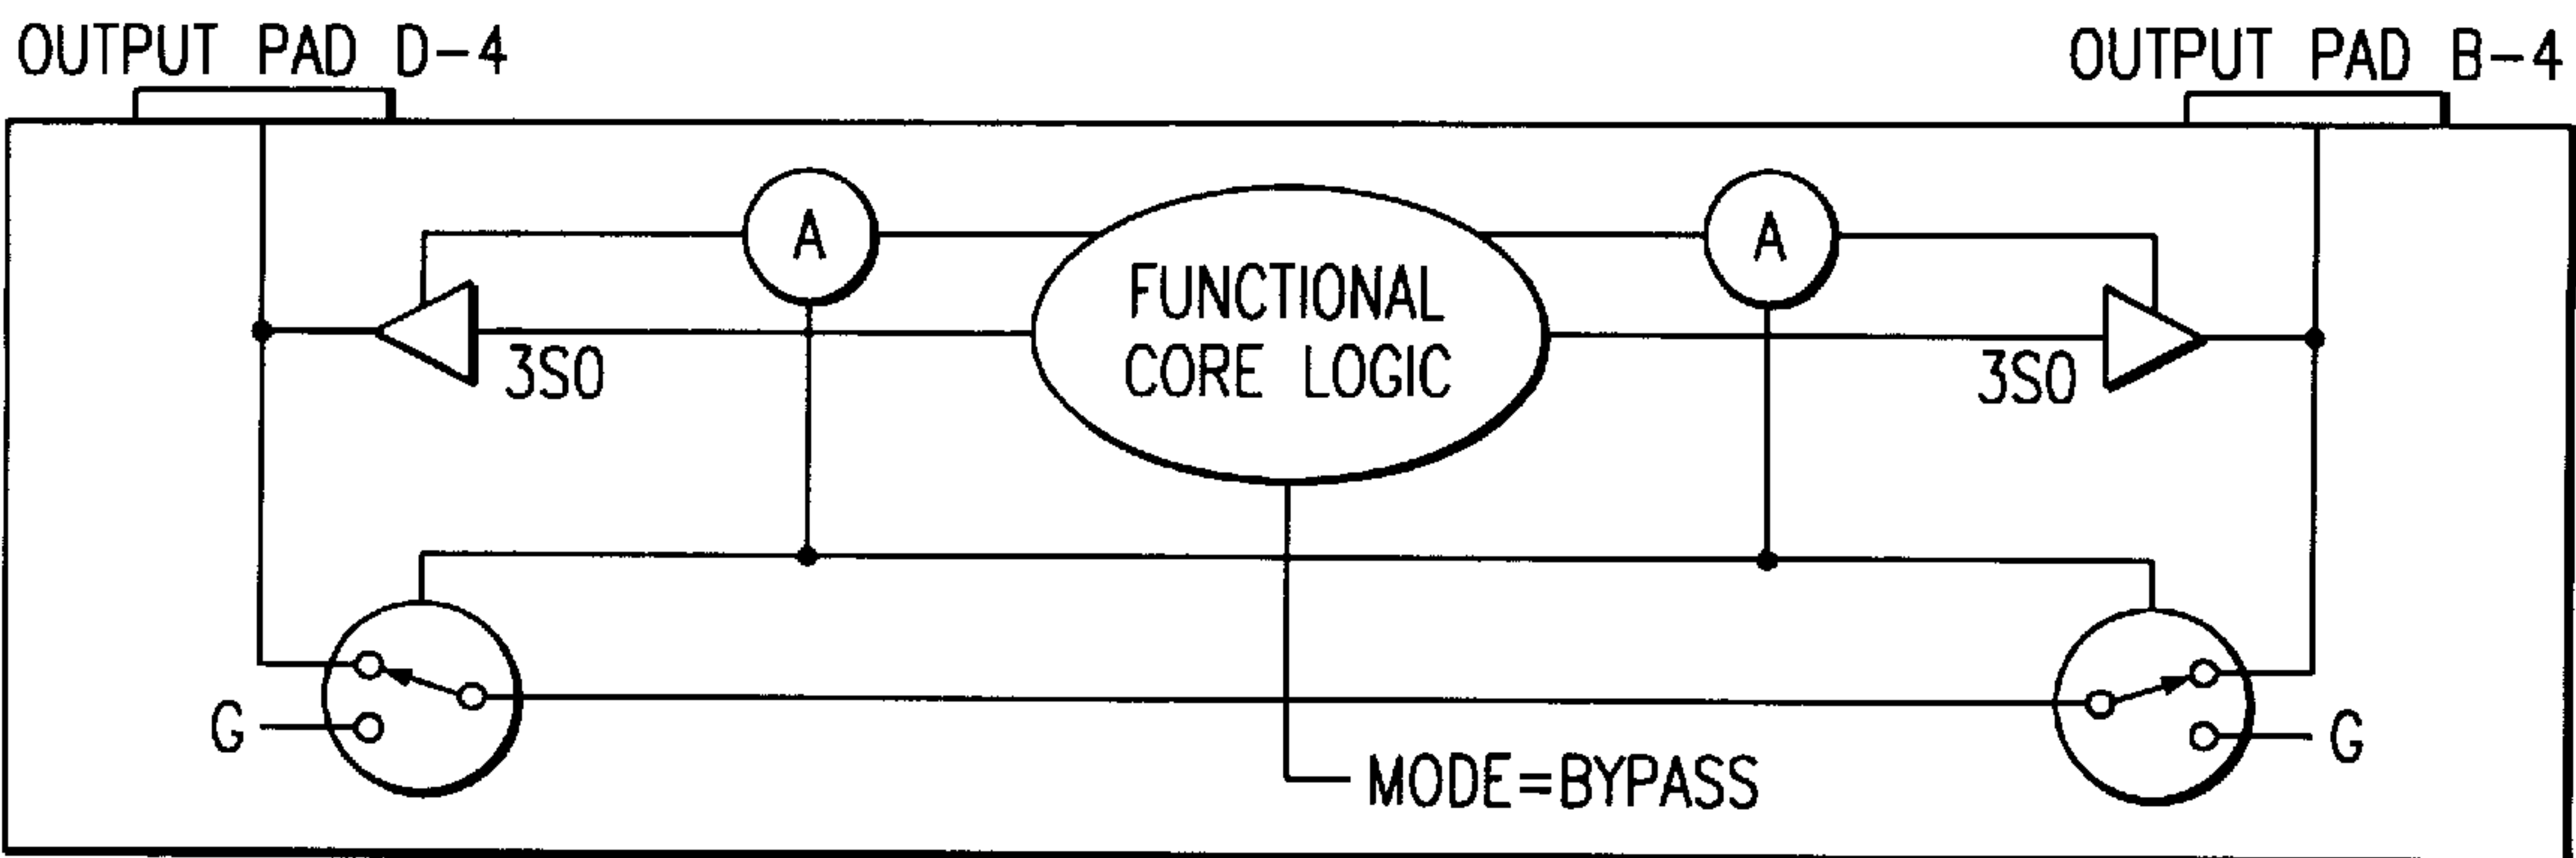 OUTPUT PAD D-4
OUTPUT PAD B-4
A
A
FUNCTIONAL
CORE LOGIC
3SO
3SO
G
G
MODE=BYPASS